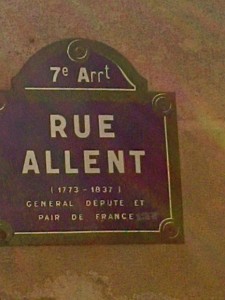 7e Arrt
RUE
ALLENT
(1773 - 1837)
GENERAL DEPUTE ET
PAIR DE FRANCE